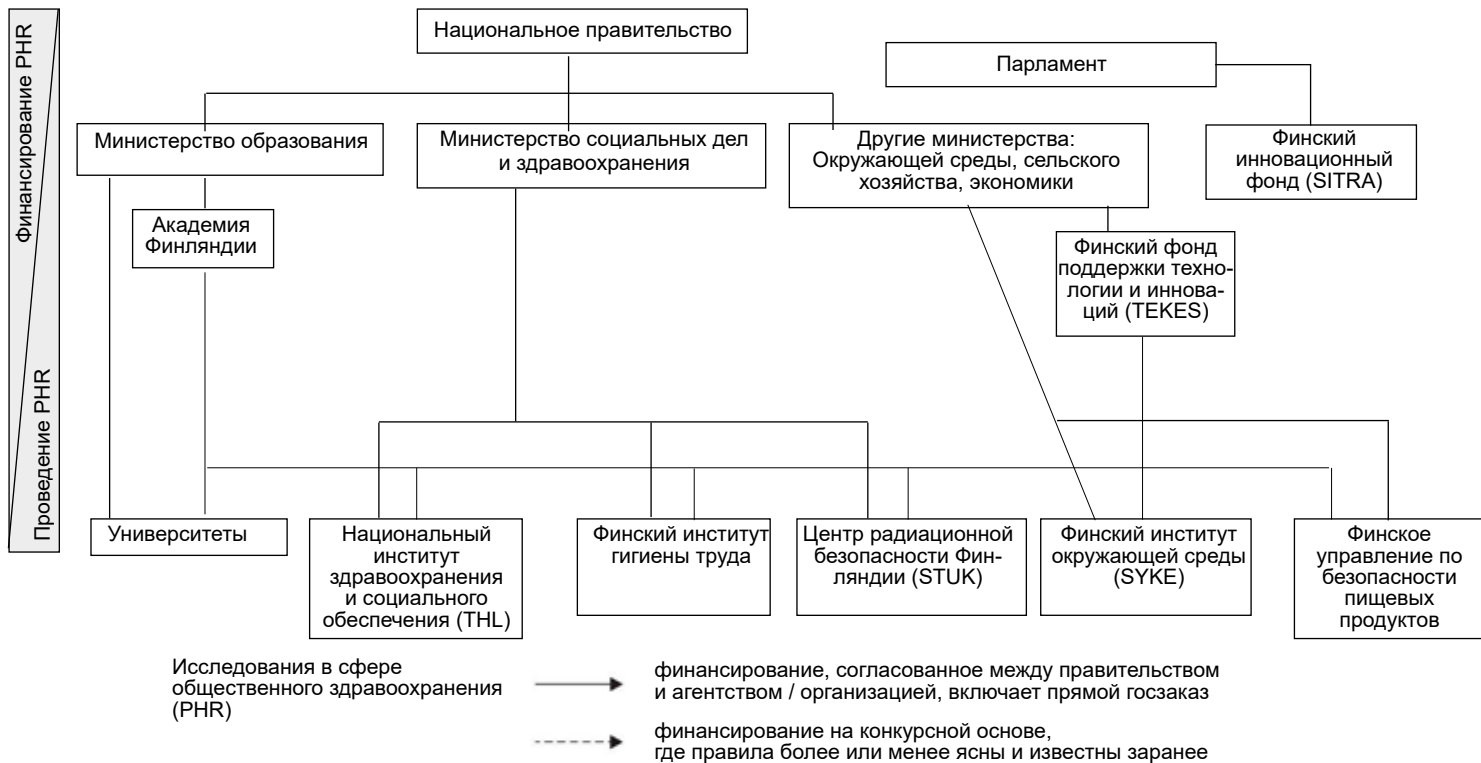 Финансирование PHR
Проведение PHR
Национальное правительство
Парламент
Министерство образования
Министерство социальных дел
и здравоохранения
Другие министерства:
Окружающей среды, сельского
хозяйства, экономики
Финский
инновационный
фонд (SITRA)
Академия
Финляндии
Финский фонд
поддержки техно-
логии и иннова-
ций (TEKES)
Университеты
Национальный
институт
здравоохранения
и социального
обеспечения (THL)
Финский институт
гигиены труда
Центр радиационной
безопасности Фин-
ляндии (STUK)
Финский институт
окружающей среды
(SYKE)
Финское
управление по
безопасности
пищевых
продуктов
Исследования в сфере
общественного здравоохранения
(PHR)
финансирование, согласованное между правительством
и агентством / организацией, включает прямой госзаказ
финансирование на конкурсной основе,
где правила более или менее ясны и известны заранее